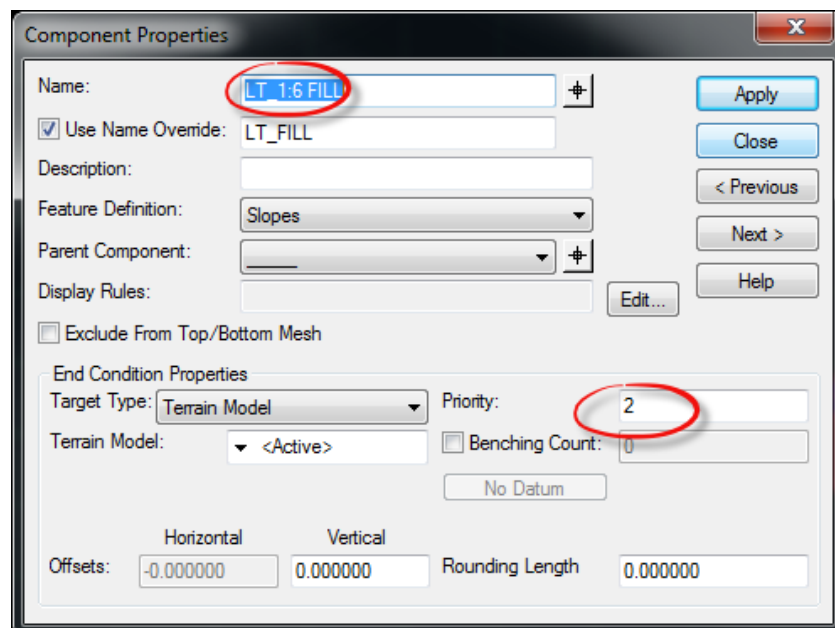 Component Properties
Name: LT_1:6 FILL Apply
Use Name Override: LT_FILL Close
Description: < Previous
Feature Definition: Slopes Next >
Parent Component: _____ Help
Display Rules: Edit...
Exclude From Top/Bottom Mesh
End Condition Properties
Target Type: Terrain Model Priority: 2
Terrain Model: <Active> Benching Count: 0
No Datum
Horizontal Vertical
Offsets: -0.000000 0.000000 Rounding Length 0.000000